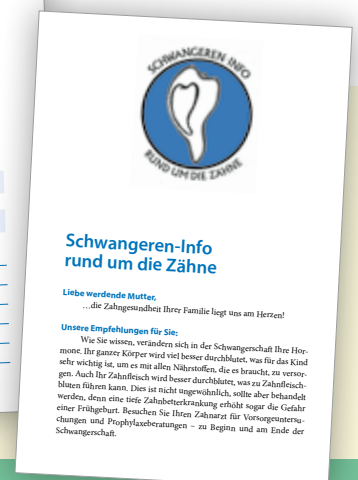 SCHWANGEREN INFO
RUND UM DIE ZÄHNE
Schwangeren-Info
rund um die Zähne
Liebe werdende Mutter,
…die Zahngesundheit Ihrer Familie liegt uns am Herzen!
Unsere Empfehlungen für Sie:
Wie Sie wissen, verändern sich in der Schwangerschaft Ihre Hor-
mone. Ihr ganzer Körper wird viel besser durchblutet, was für das Kind
sehr wichtig ist, um es mit allen Nährstoffen, die es braucht, zu versor-
gen. Auch Ihr Zahnfleisch wird besser durchblutet, was zu Zahnfleisch-
bluten führen kann. Dies ist nicht ungewöhnlich, sollte aber behandelt
werden, denn eine tiefe Zahnbetterkrankung erhöht sogar die Gefahr
einer Frühgeburt. Besuchen Sie Ihren Zahnarzt für Vorsorgeuntersu-
chungen und Prophylaxeberatungen – zu Beginn und am Ende der
Schwangerschaft.